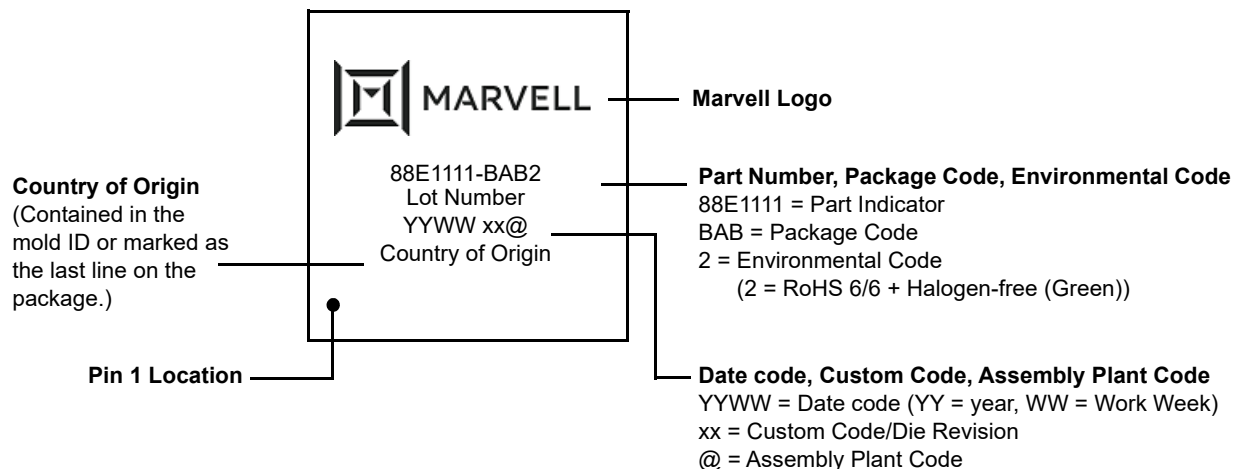 MARVELL
Marvell Logo
88E1111-BAB2
Lot Number
YYWW xx@
Country of Origin
Country of Origin
(Contained in the
mold ID or marked as
the last line on the
package.)
Part Number, Package Code, Environmental Code
88E1111 = Part Indicator
BAB = Package Code
2 = Environmental Code
(2 = RoHS 6/6 + Halogen-free (Green))
Pin 1 Location
Date code, Custom Code, Assembly Plant Code
YYWW = Date code (YY = year, WW = Work Week)
xx = Custom Code/Die Revision
@ = Assembly Plant Code